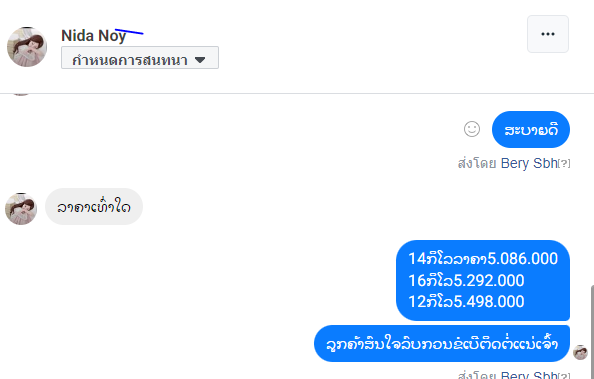 Nida Noy
กำหนดการสนทนา
ສະບາຍດີ
ส่งโดย Bery Sbh[?]
ລາຄາເທົ່າໃດ
14ກິໂລລາຄາ5.086.000
16ກິໂລ5.292.000
12ກິໂລ5.498.000
ລູກຄ້າສົນໃຈລົບກວນຂໍເບີຕິດຕໍ່ແນ່ເຈົ້າ
ส่งโดย Bery Sbh[?]